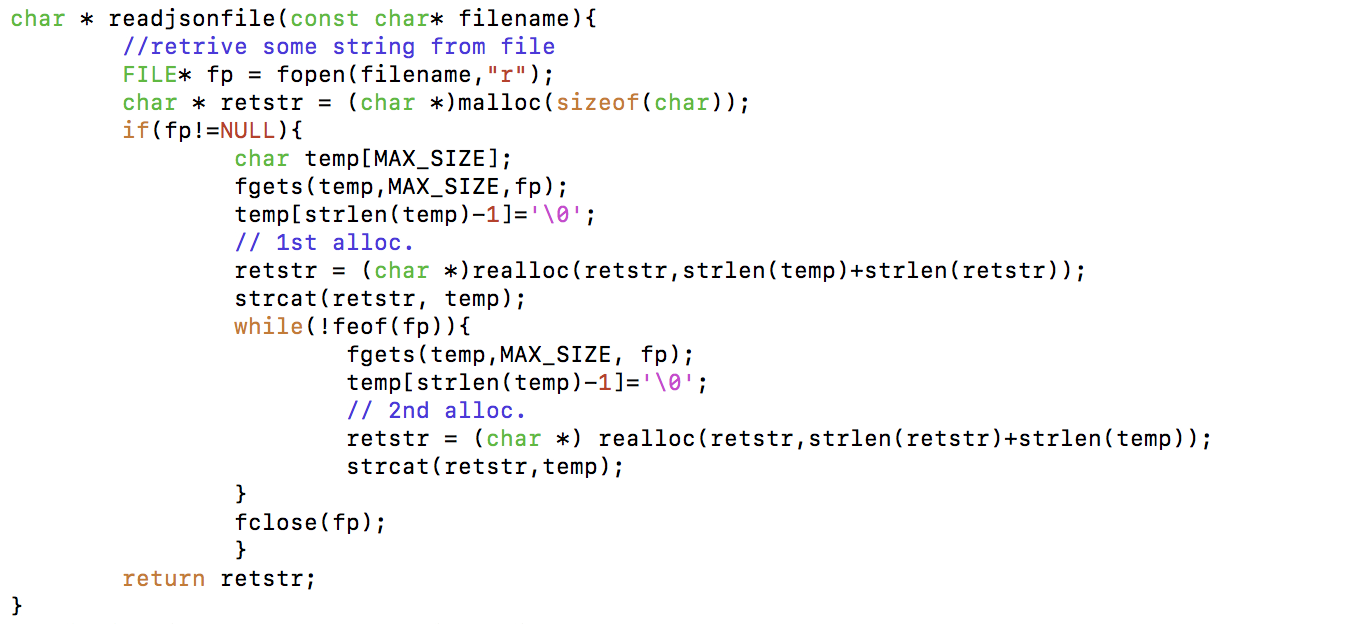 char * readjsonfile(const char* filename){
//retrive some string from file
FILE* fp = fopen(filename,"r");
char * retstr = (char *)malloc(sizeof(char));
if(fp!=NULL){
char temp[MAX_SIZE];
fgets(temp,MAX_SIZE,fp);
temp[strlen(temp)-1]='\0';
// 1st alloc.
retstr = (char *)realloc(retstr,strlen(temp)+strlen(retstr));
strcat(retstr, temp);
while(!feof(fp)){
fgets(temp,MAX_SIZE, fp);
temp[strlen(temp)-1]='\0';
// 2nd alloc.
retstr = (char *) realloc(retstr,strlen(retstr)+strlen(temp));
strcat(retstr,temp);
}
fclose(fp);
}
return retstr;
}